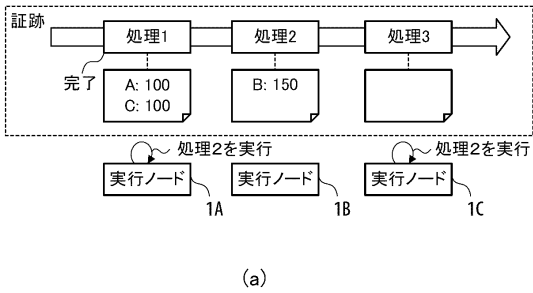 証跡
処理1
処理2
処理3
完了
A: 100
C: 100
B: 150
処理2を実行
処理2を実行
実行ノード
実行ノード
実行ノード
1A
1B
1C
(a)